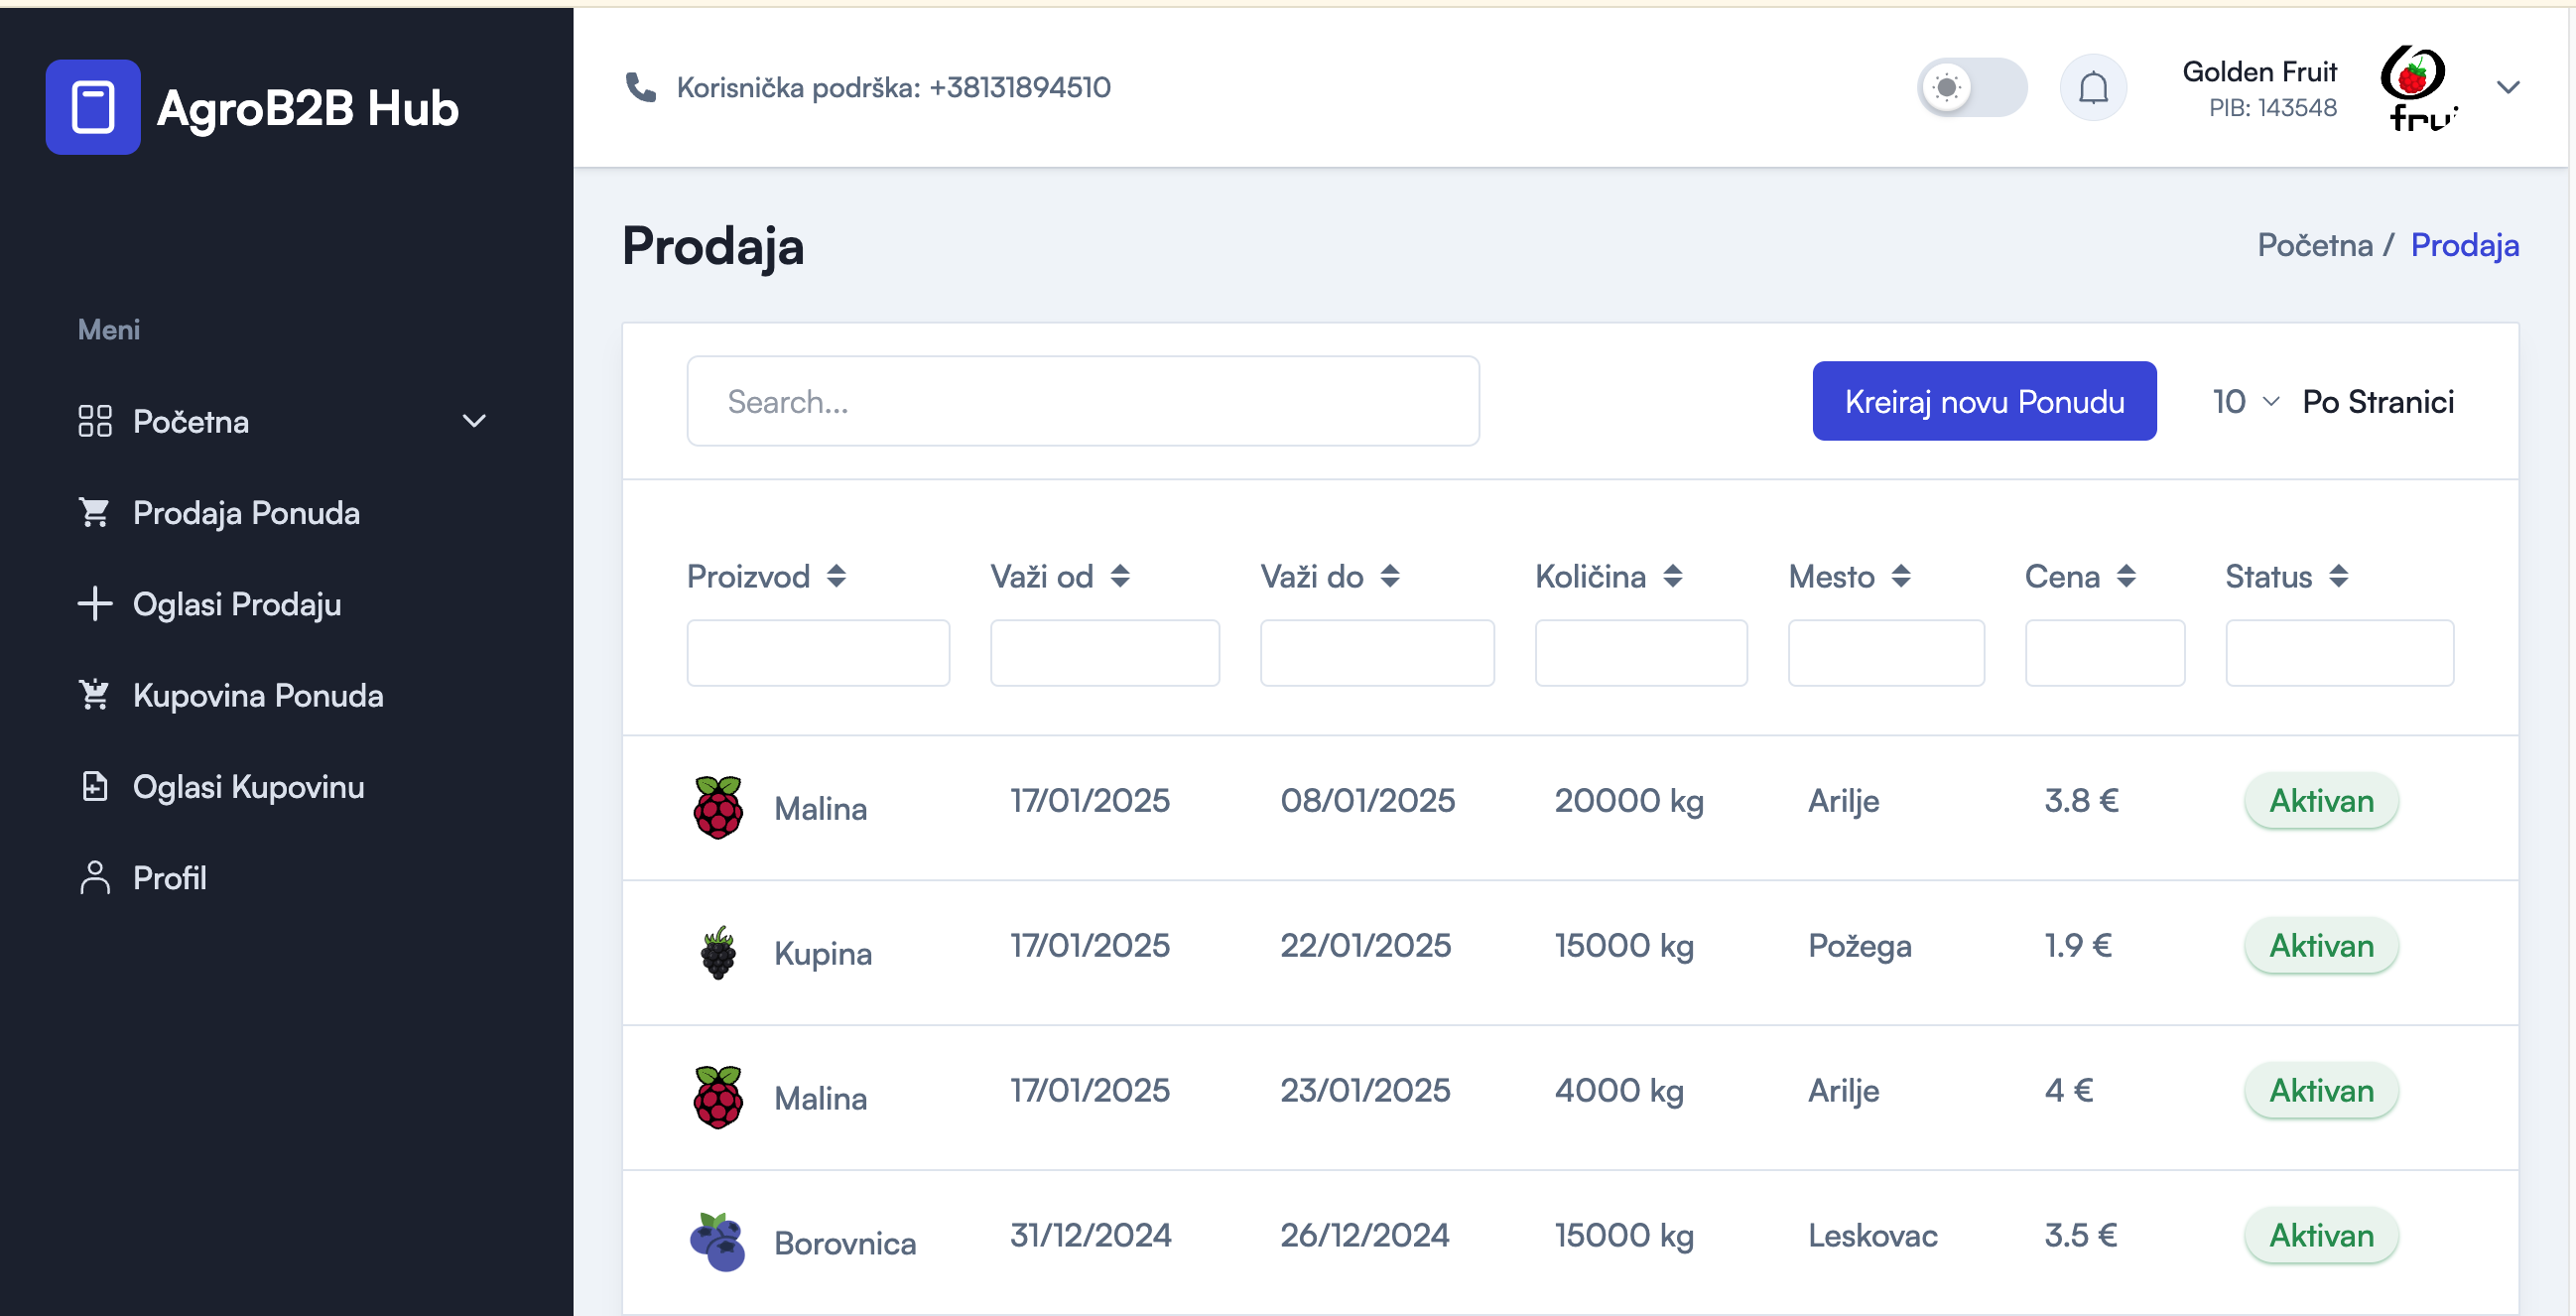 AgroB2B Hub
Meni
Početna
Prodaja Ponuda
Oglasi Prodaju
Kupovina Ponuda
Oglasi Kupovinu
Profil
Korisnička podrška: +38131894510
Golden Fruit
PIB: 143548
Prodaja
Početna / Prodaja
Search...
Kreiraj novu Ponudu
10 Po Stranici
Proizvod Važi od Važi do Količina Mesto Cena Status
Malina 17/01/2025 08/01/2025 20000 kg Arilje 3.8 € Aktivan
Kupina 17/01/2025 22/01/2025 15000 kg Požega 1.9 € Aktivan
Malina 17/01/2025 23/01/2025 4000 kg Arilje 4 € Aktivan
Borovnica 31/12/2024 26/12/2024 15000 kg Leskovac 3.5 € Aktivan